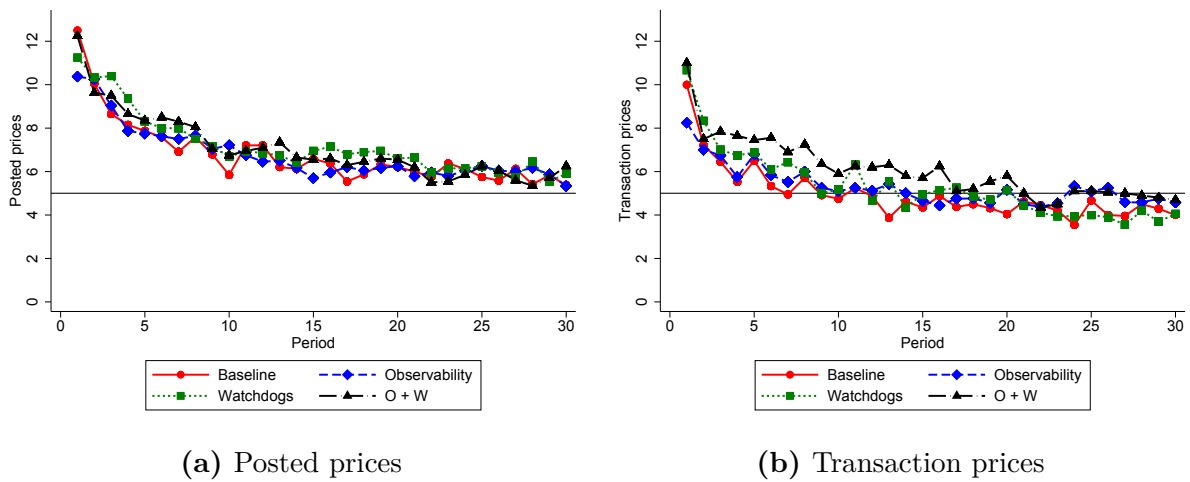 Posted prices
0 2 4 6 8 10 12
0 5 10 15 20 25 30
Period
Baseline Observability
Watchdogs O + W
(a) Posted prices
Transaction prices
0 2 4 6 8 10 12
0 5 10 15 20 25 30
Period
Baseline Observability
Watchdogs O + W
(b) Transaction prices